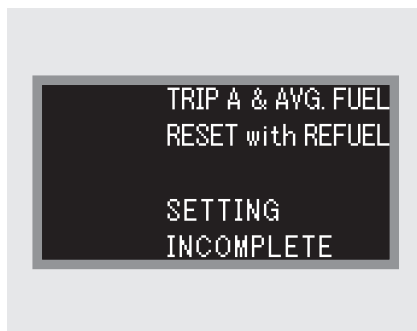 TRIP A & AVG. FUEL
RESET with REFUEL
SETTING
INCOMPLETE